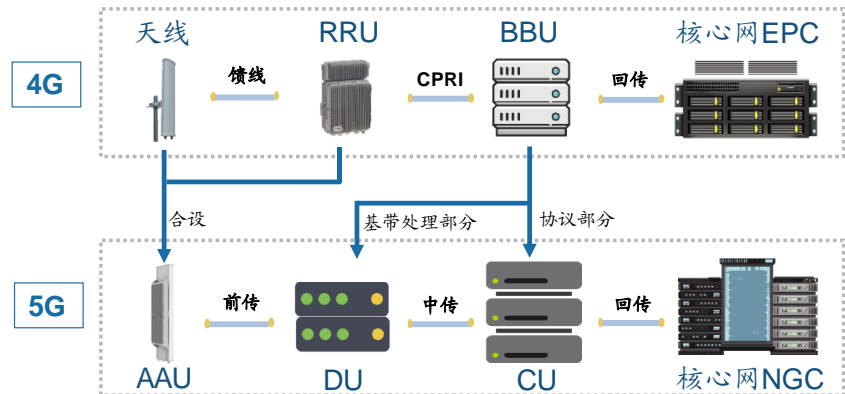 天线 RRU BBU 核心网EPC
4G 馈线 CPRI 回传
合设 基带处理部分 协议部分
5G 前传 中传 回传
AAU DU CU 核心网NGC